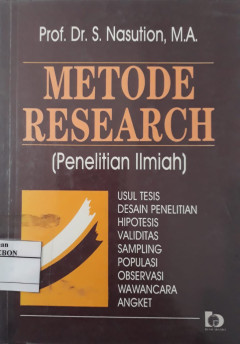 Prof. Dr. S. Nasution, M.A.
METODE
RESEARCH
(Penelitian Ilmiah)
USUL TESIS
DESAIN PENELITIAN
HIPOTESIS
VALIDITAS
SAMPLING
POPULASI
OBSERVASI
WAWANCARA
ANGKET